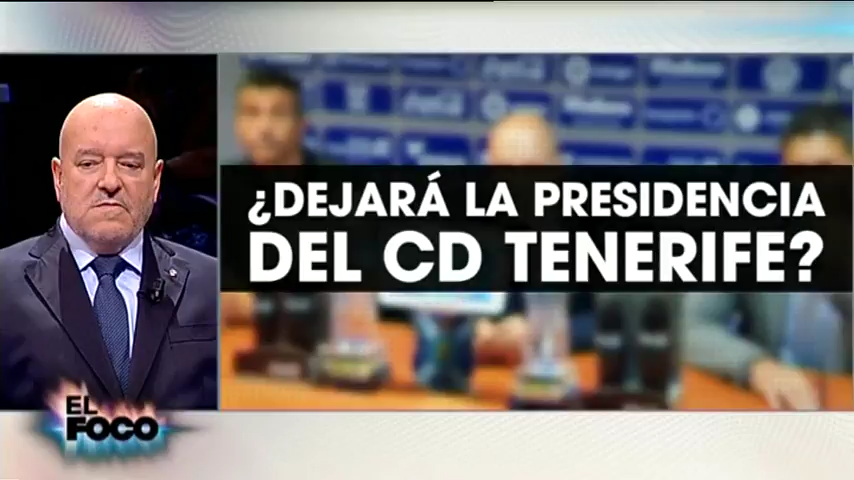 ¿DEJARÁ LA PRESIDENCIA
DEL CD TENERIFE?
EL
FOCO